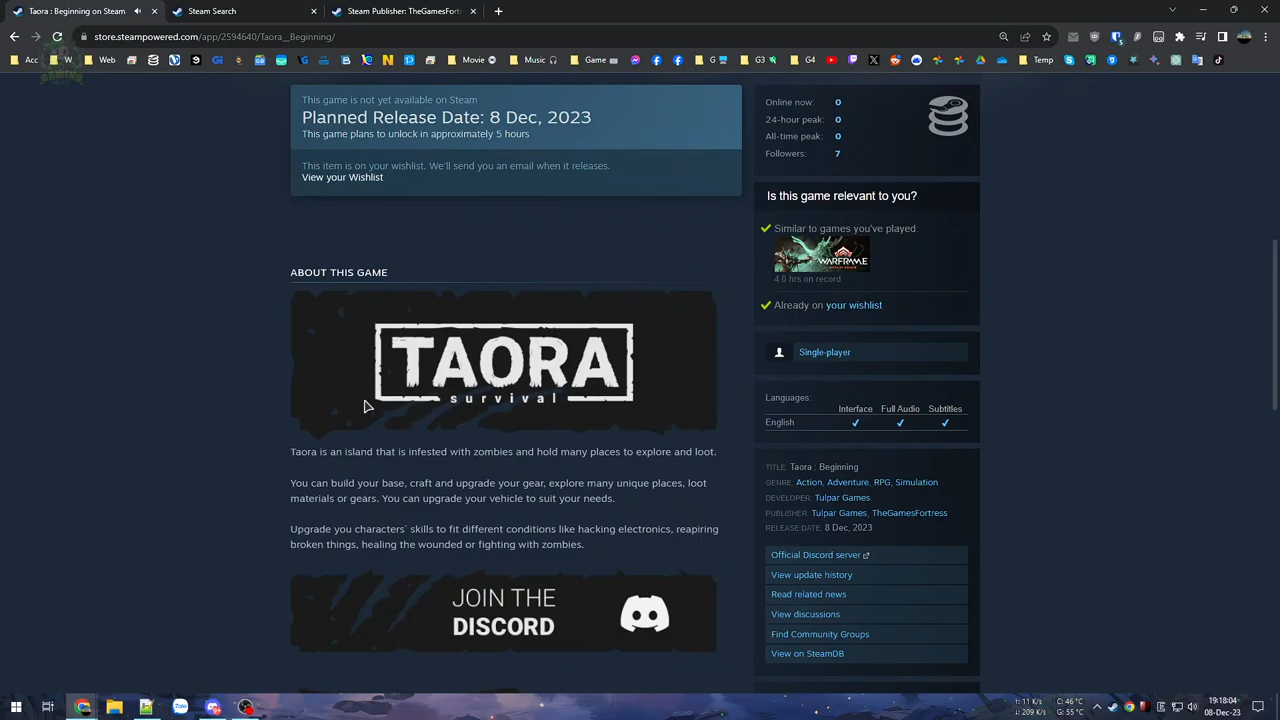 Taora : Beginning on Steam
Steam Search
Steam Publisher: TheGamesFort
store.steampowered.com/app/2594640/Taora__Beginning/
Acc
W
Temp
Movie
Music
Game
G
G3
G4
Temp
This game is not yet available on Steam
Planned Release Date: 8 Dec, 2023
This game plans to unlock in approximately 5 hours
This item is on your wishlist. We'll send you an email when it releases.
View your Wishlist
ABOUT THIS GAME
TAORA
survival
Taora is an island that is infested with zombies and hold many places to explore and loot.
You can build your base, craft and upgrade your gear, explore many unique places, loot
materials or gears. You can upgrade your vehicle to suit your needs.
Upgrade you characters` skills to fit different conditions like hacking electronics, reapiring
broken things, healing the wounded or fighting with zombies.
JOIN THE
DISCORD
Online now: 0
24-hour peak: 0
All-time peak: 0
Followers: 7
Is this game relevant to you?
Similar to games you've played:
WARFRAME
4.0 hrs on record
Already on your wishlist
Single-player
Languages:
Interface Full Audio Subtitles
English
TITLE: Taora : Beginning
GENRE: Action, Adventure, RPG, Simulation
DEVELOPER: Tulpar Games
PUBLISHER: Tulpar Games, TheGamesFortress
RELEASE DATE: 8 Dec, 2023
Official Discord server
View update history
Read related news
View discussions
Find Community Groups
View on SteamDB
Zalo
: 11 K/s
: 209 K/s
C: 46 °C
G: 55 °C
19:18:04
08-Dec-23